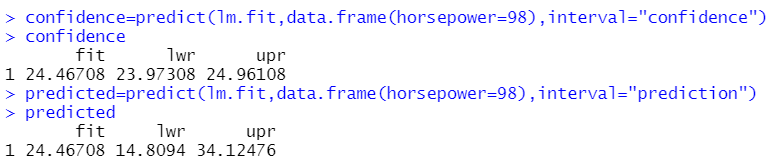 > confidence=predict(lm.fit,data.frame(horsepower=98),interval="confidence")
> confidence
fit lwr upr
1 24.46708 23.97308 24.96108
> predicted=predict(lm.fit,data.frame(horsepower=98),interval="prediction")
> predicted
fit lwr upr
1 24.46708 14.8094 34.12476